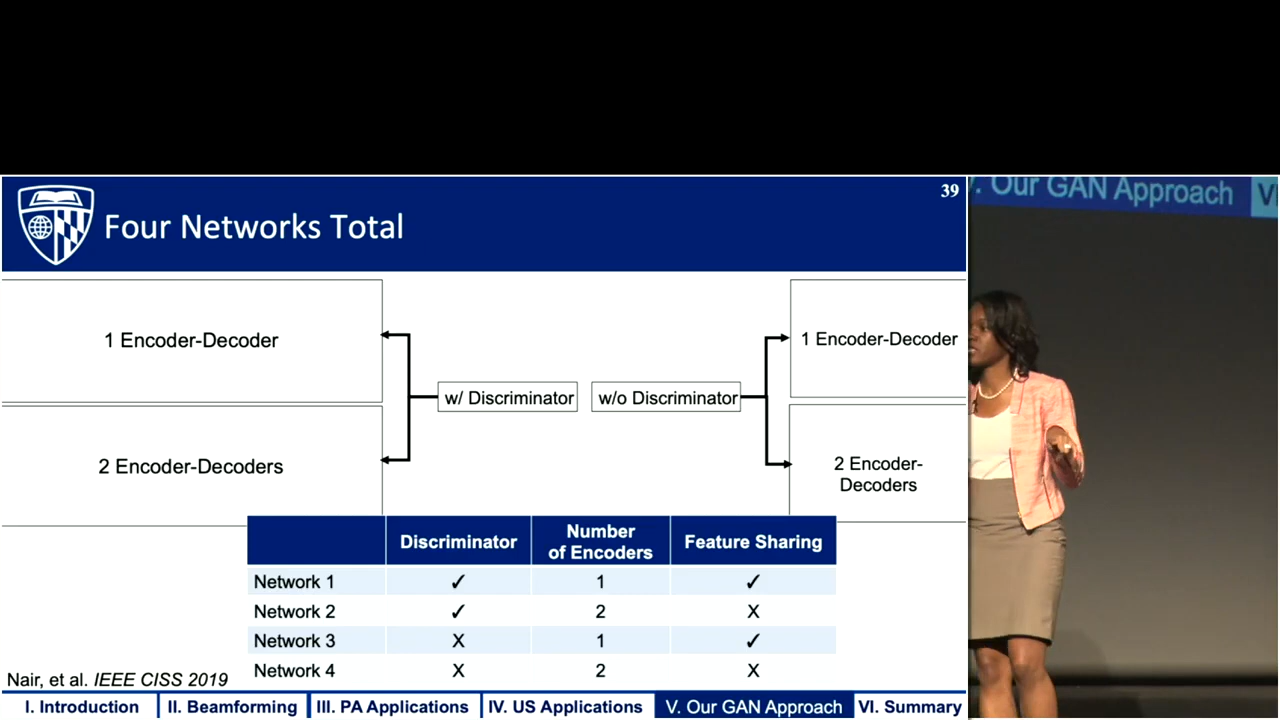 39
Four Networks Total
1 Encoder-Decoder
2 Encoder-Decoders
w/ Discriminator
w/o Discriminator
1 Encoder-Decoder
2 Encoder-
Decoders
Discriminator Number of Encoders Feature Sharing
Network 1 ✓ 1 ✓
Network 2 ✓ 2 X
Network 3 X 1 ✓
Network 4 X 2 X
Nair, et al. IEEE CISS 2019
I. Introduction II. Beamforming III. PA Applications IV. US Applications V. Our GAN Approach VI. Summary
. Our GAN Approach VI